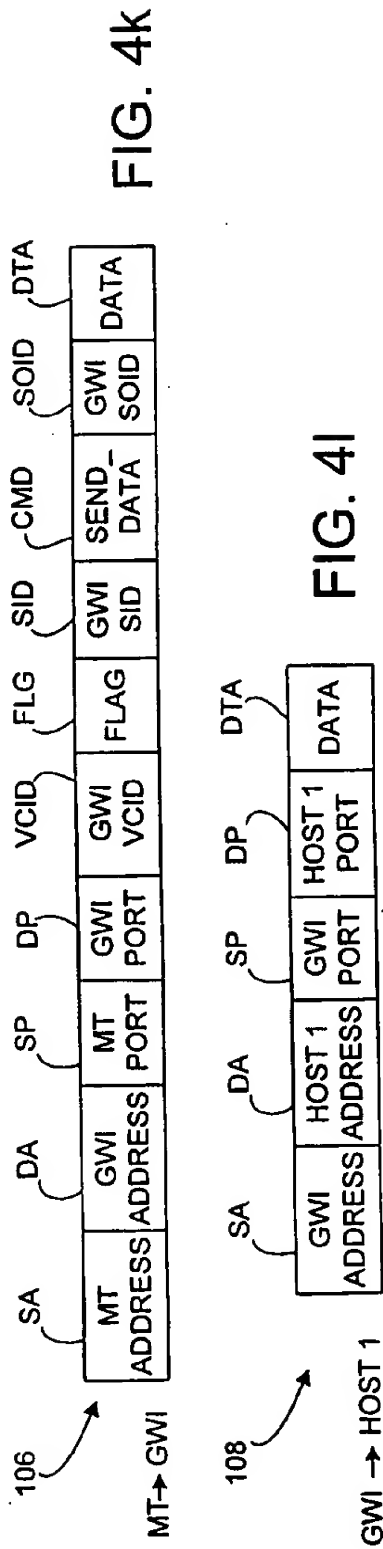 106
SA
DA
SP
DP
VCID
FLG
SID
CMD
SOID
DTA
MT
ADDRESS
GWI
ADDRESS
MT
PORT
GWI
PORT
GWI
VCID
FLAG
GWI
SID
SEND_
DATA
GWI
SOID
DATA
MT→ GWI
FIG. 4k
108
SA
DA
SP
DP
DTA
GWI
ADDRESS
HOST 1
ADDRESS
GWI
PORT
HOST 1
PORT
DATA
GWI → HOST 1
FIG. 4l